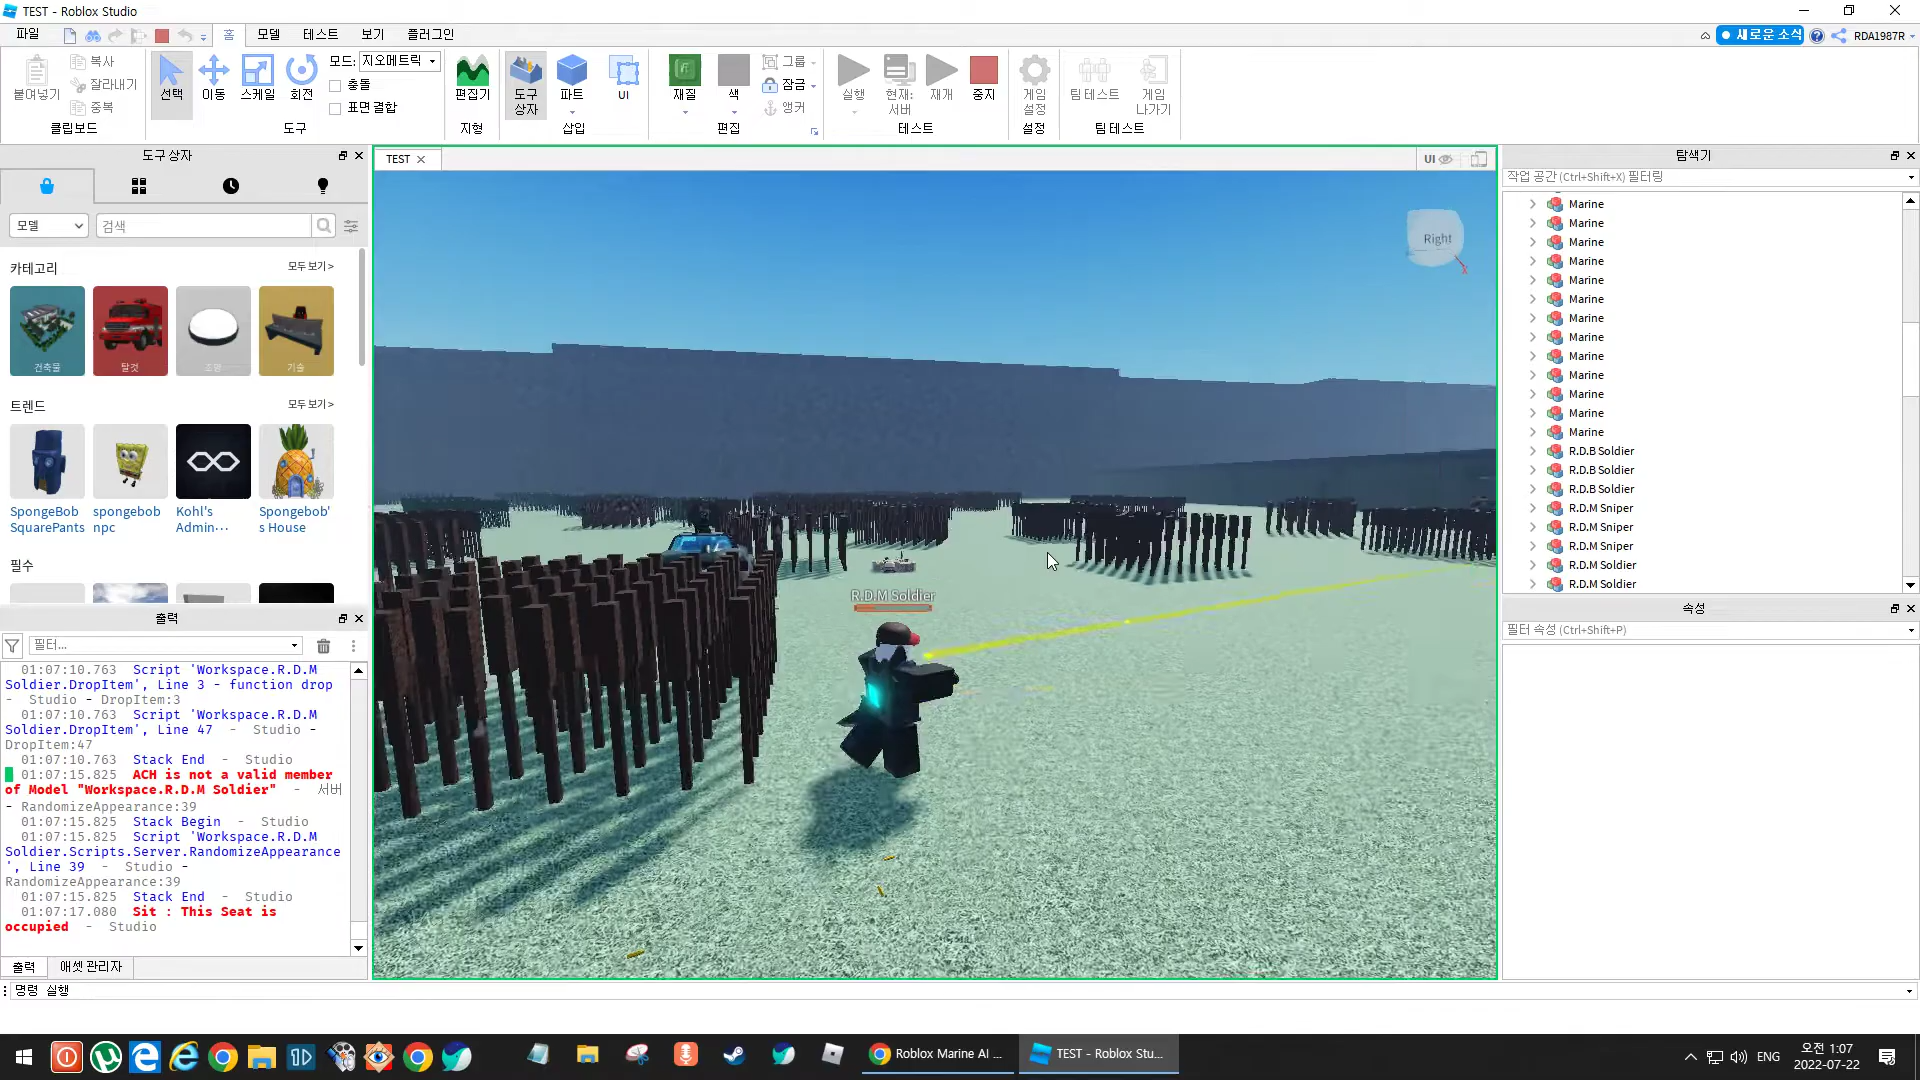 TEST - Roblox Studio
파일
홈
모델
테스트
보기
플러그인
새로운 소식
RDA1987R
붙여넣기
복사
잘라내기
중복
클립보드
선택
이동
스케일
회전
모드: 지오메트릭
충돌
표면 결합
도구
편집기
지형
도구
상자
파트
UI
삽입
재질
색
그룹
잠금
앵커
편집
실행
현재:
서버
재개
중지
테스트
게임
설정
설정
팀 테스트
게임
나가기
팀 테스트
도구 상자
모델
검색
카테고리
모두 보기 >
건축물
탈것
조명
기술
트렌드
모두 보기 >
SpongeBob
SquarePants
spongebob
npc
Kohl's
Admin···
Spongebob'
s House
필수
출력
필터...
01:07:10.763 Script 'Workspace.R.D.M
Soldier.DropItem', Line 3 - function drop
- Studio - DropItem:3
01:07:10.763 Script 'Workspace.R.D.M
Soldier.DropItem', Line 47 - Studio -
DropItem:47
01:07:10.763 Stack End - Studio
01:07:15.825 ACH is not a valid member
of Model "Workspace.R.D.M Soldier" - 서버
- RandomizeAppearance:39
01:07:15.825 Stack Begin - Studio
01:07:15.825 Script 'Workspace.R.D.M
Soldier.Scripts.Server.RandomizeAppearance
', Line 39 - Studio -
RandomizeAppearance:39
01:07:15.825 Stack End - Studio
01:07:17.080 Sit : This Seat is
occupied - Studio
출력
애셋 관리자
명령 실행
TEST
UI
Right
R.D.M Soldier
탐색기
작업 공간 (Ctrl+Shift+X) 필터링
Marine
Marine
Marine
Marine
Marine
Marine
Marine
Marine
Marine
Marine
Marine
Marine
Marine
R.D.B Soldier
R.D.B Soldier
R.D.B Soldier
R.D.M Sniper
R.D.M Sniper
R.D.M Sniper
R.D.M Soldier
R.D.M Soldier
속성
필터 속성 (Ctrl+Shift+P)
Roblox Marine AI ...
TEST - Roblox Stu...
ENG
오전 1:07
2022-07-22